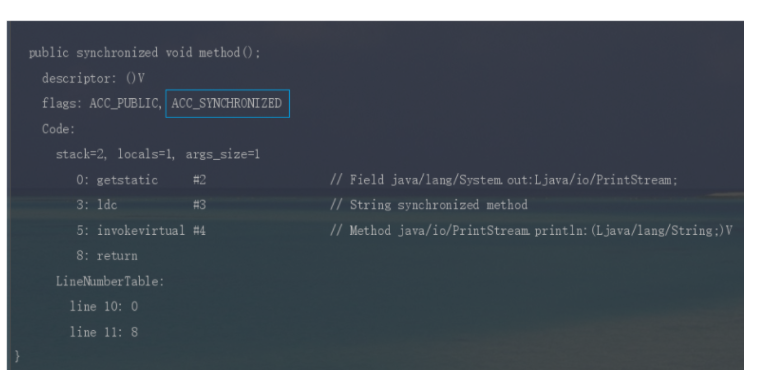 public synchronized void method();
descriptor: ()V
flags: ACC_PUBLIC, ACC_SYNCHRONIZED
Code:
stack=2, locals=1, args_size=1
0: getstatic #2 // Field java/lang/System.out:Ljava/io/PrintStream;
3: ldc #3 // String synchronized method
5: invokevirtual #4 // Method java/io/PrintStream.println:(Ljava/lang/String;)V
8: return
LineNumberTable:
line 10: 0
line 11: 8
}